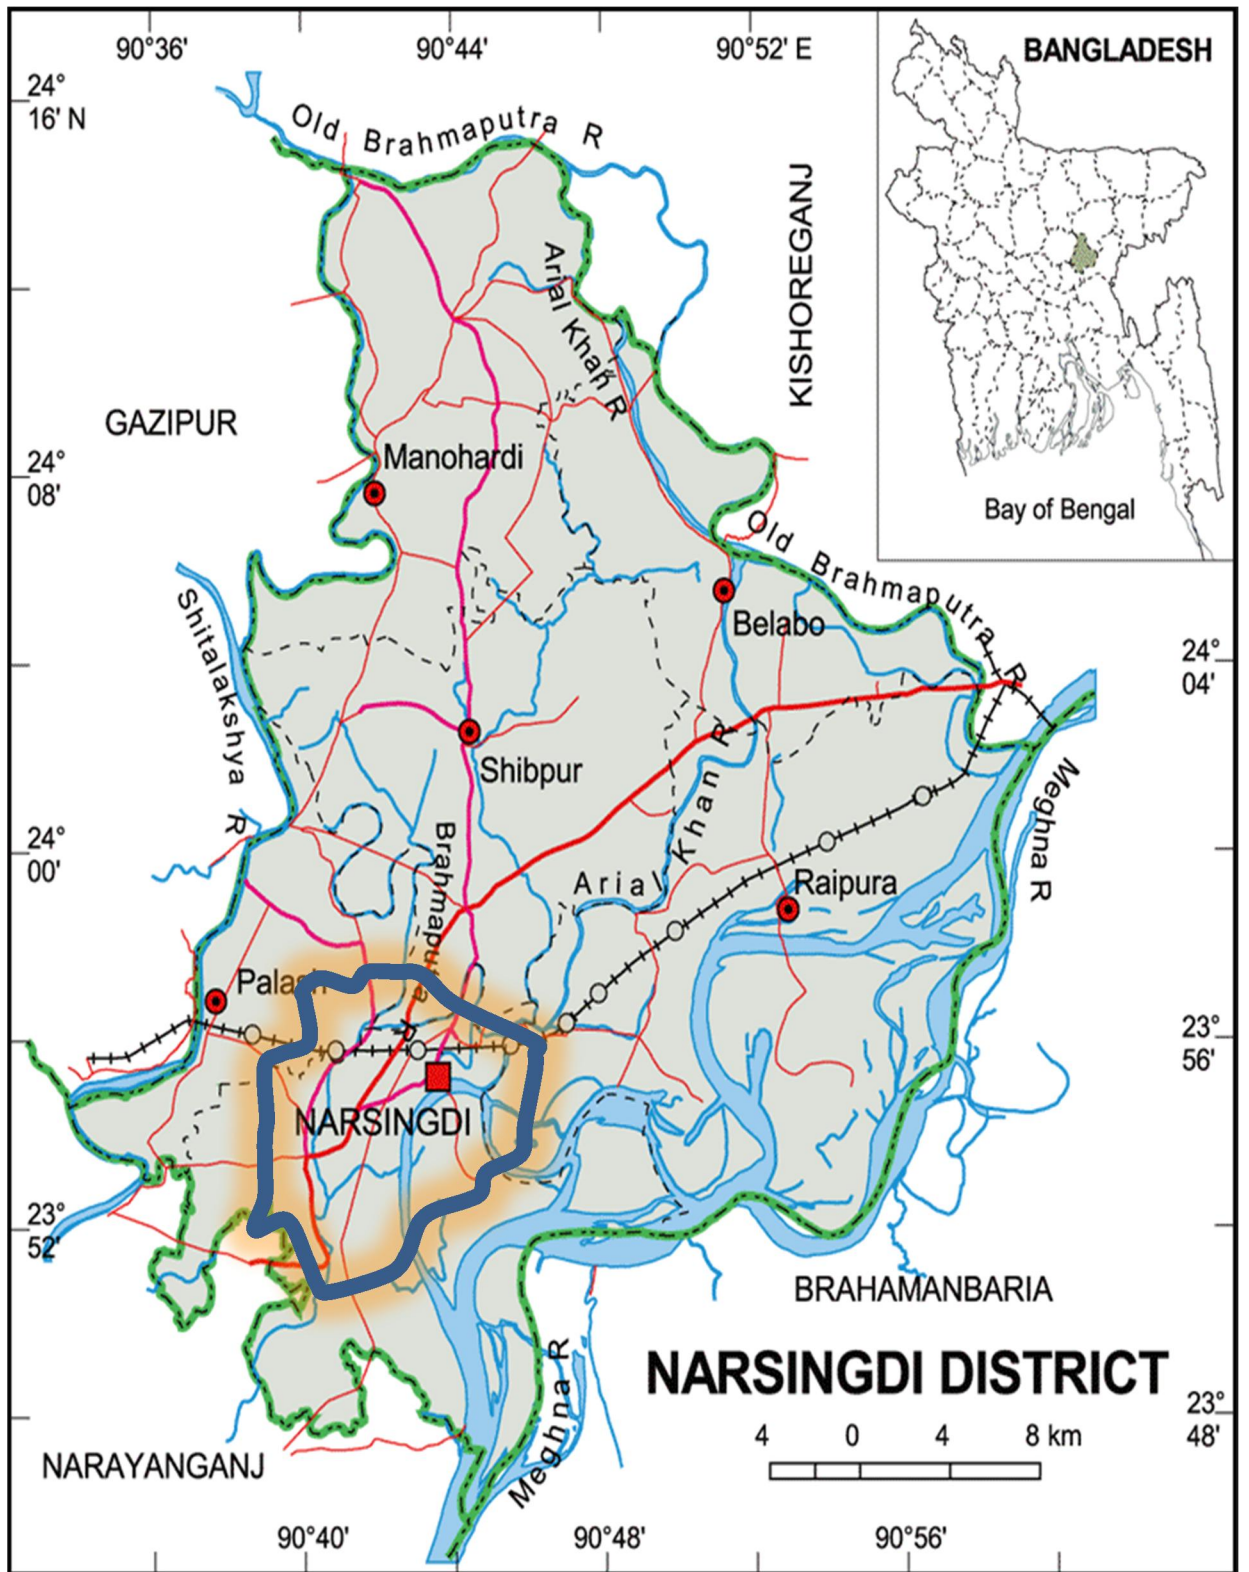 90°36'
90°44'
90°52' E
BANGLADESH
24°
16' N
Old Brahmaputra R
KISHOREGANJ
Arial Khan R
GAZIPUR
Manohardi
24°
08'
Bay of Bengal
Old Brahmaputra R
Shitalakshya R
Belabo
24°
04'
Shibpur
Meghna R
24°
00'
Brahmaputra R
Arial Khan R
Raipura
Palash
23°
56'
NARSINGDI
23°
52'
BRAHAMANBARIA
NARSINGDI DISTRICT
Meghna R
23°
48'
4 0 4 8 km
NARAYANGANJ
90°40'
90°48'
90°56'